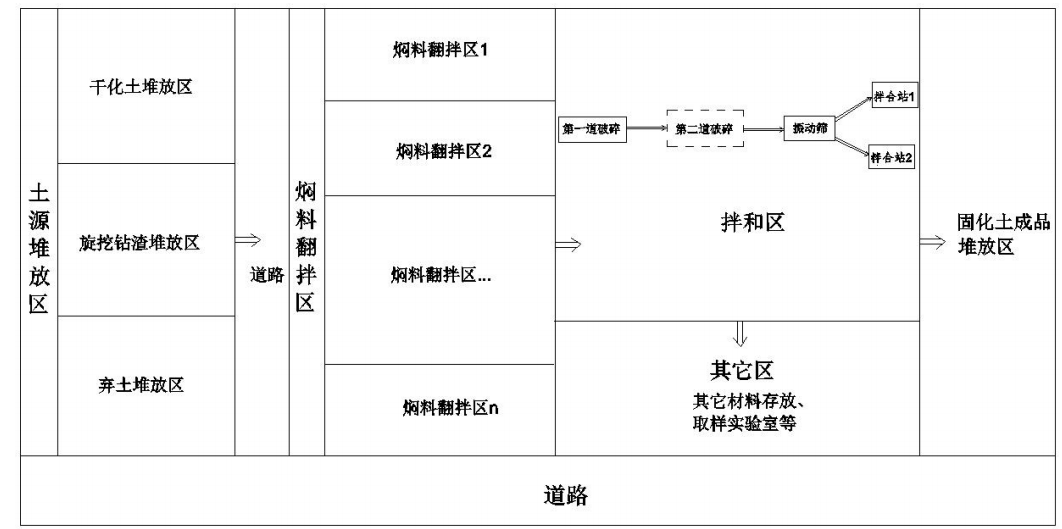 土源堆放区
干化土堆放区
旋挖钻渣堆放区
弃土堆放区
道路
焖料翻拌区
焖料翻拌区1
焖料翻拌区2
焖料翻拌区...
焖料翻拌区n
第一道破碎
第二道破碎
振动筛
拌合站1
拌合站2
拌和区
其它区
其它材料存放、
取样实验室等
固化土成品
堆放区
道路